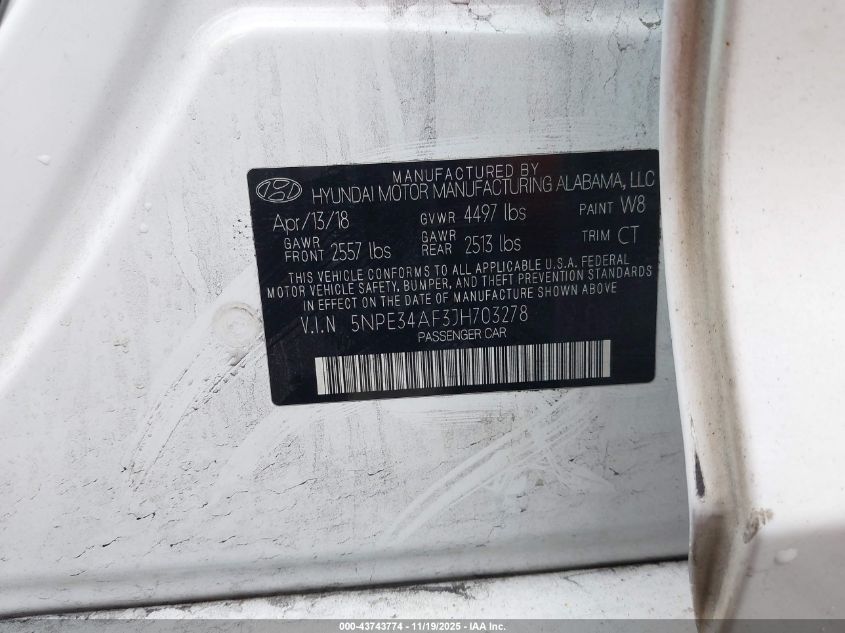 MANUFACTURED BY
HYUNDAI MOTOR MANUFACTURING ALABAMA, LLC
Apr/13/18 GVWR 4497 lbs PAINT W8
GAWR FRONT 2557 lbs GAWR REAR 2513 lbs TRIM CT
THIS VEHICLE CONFORMS TO ALL APPLICABLE U.S.A. FEDERAL
MOTOR VEHICLE SAFETY, BUMPER, AND THEFT PREVENTION STANDARDS
IN EFFECT ON THE DATE OF MANUFACTURE SHOWN ABOVE
V.I.N 5NPE34AF3JH703278
PASSENGER CAR
000-43743774 - 11/19/2025 - IAA Inc.